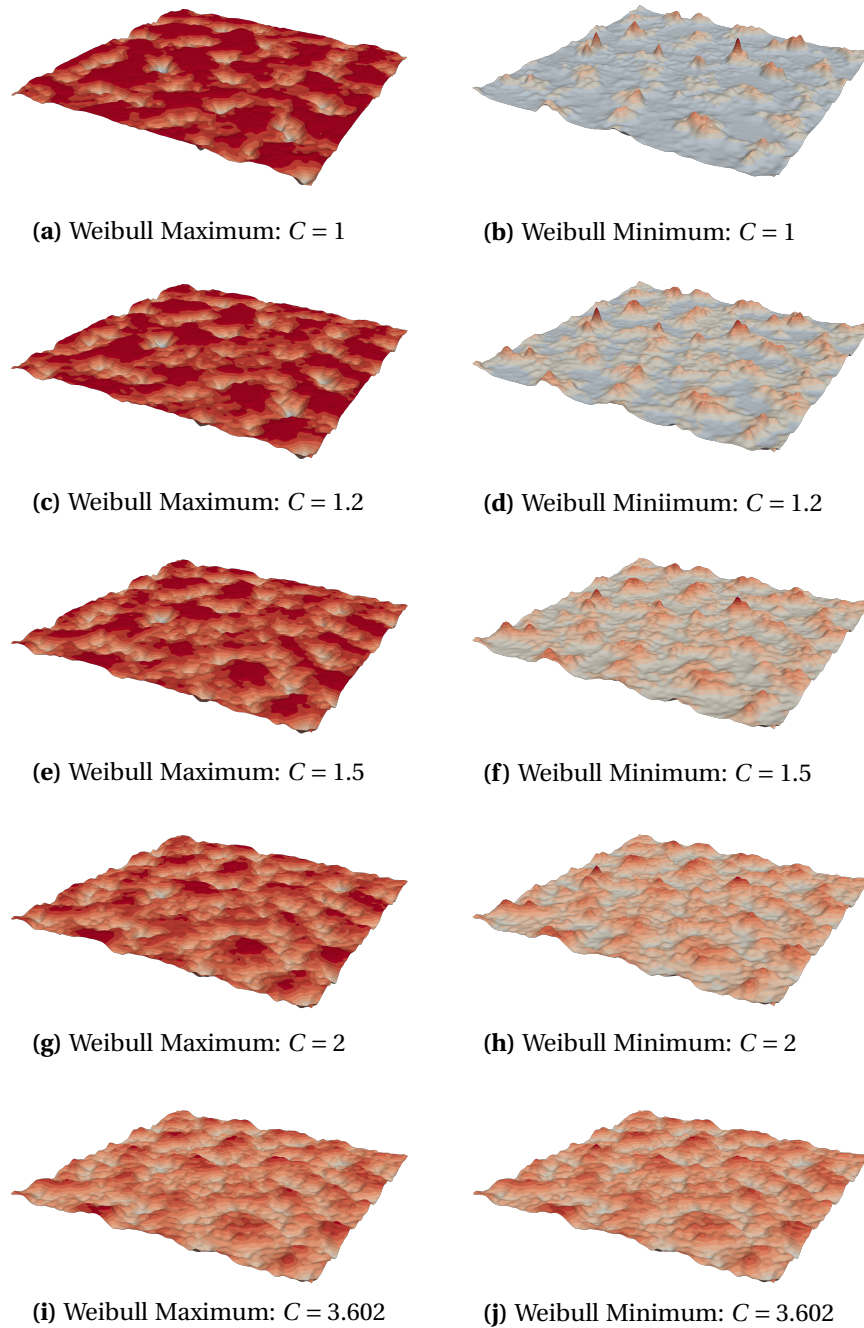 (a) Weibull Maximum: C = 1
(b) Weibull Minimum: C = 1
(c) Weibull Maximum: C = 1.2
(d) Weibull Miniimum: C = 1.2
(e) Weibull Maximum: C = 1.5
(f) Weibull Minimum: C = 1.5
(g) Weibull Maximum: C = 2
(h) Weibull Minimum: C = 2
(i) Weibull Maximum: C = 3.602
(j) Weibull Minimum: C = 3.602